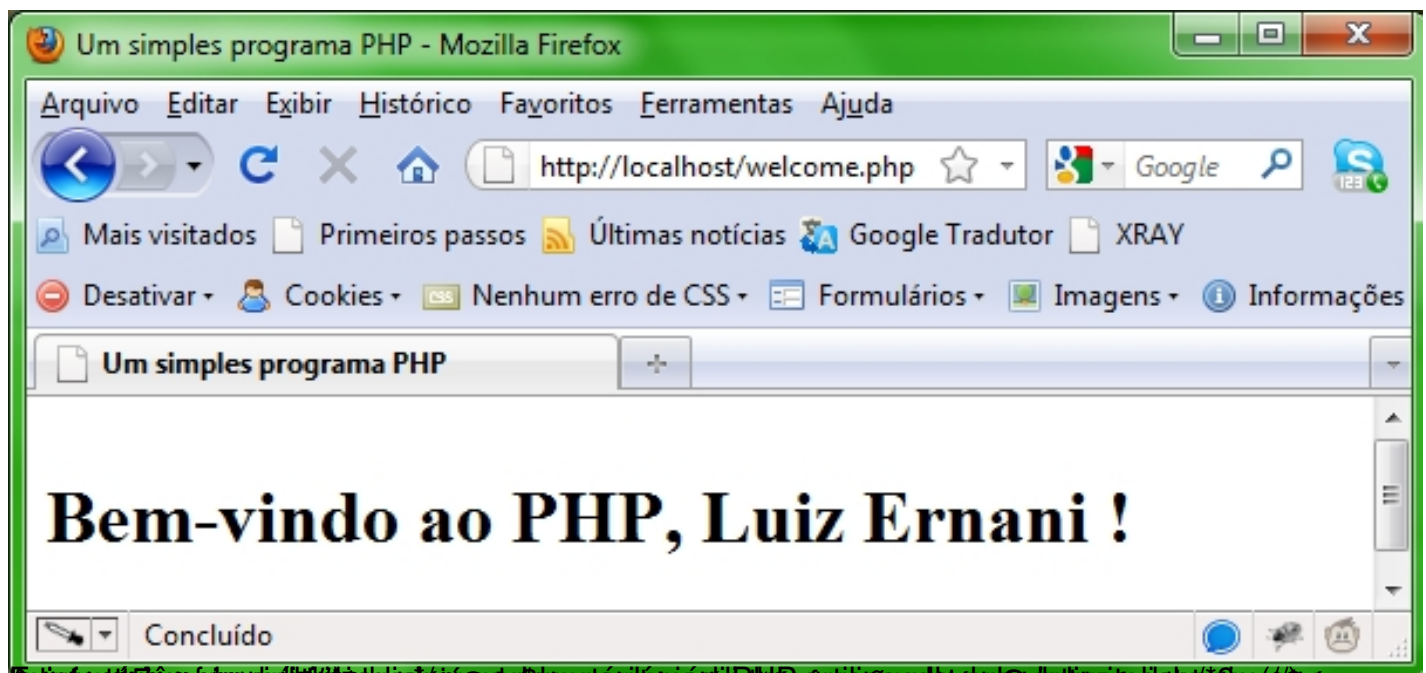 Um simples programa PHP - Mozilla Firefox
Arquivo Editar Exibir Histórico Favoritos Ferramentas Ajuda
http://localhost/welcome.php Google
123
Mais visitados Primeiros passos Últimas notícias Google Tradutor XRAY
Desativar Cookies CSS Nenhum erro de CSS Formulários Imagens Informações
Um simples programa PHP
Bem-vindo ao PHP, Luiz Ernani !
Concluído